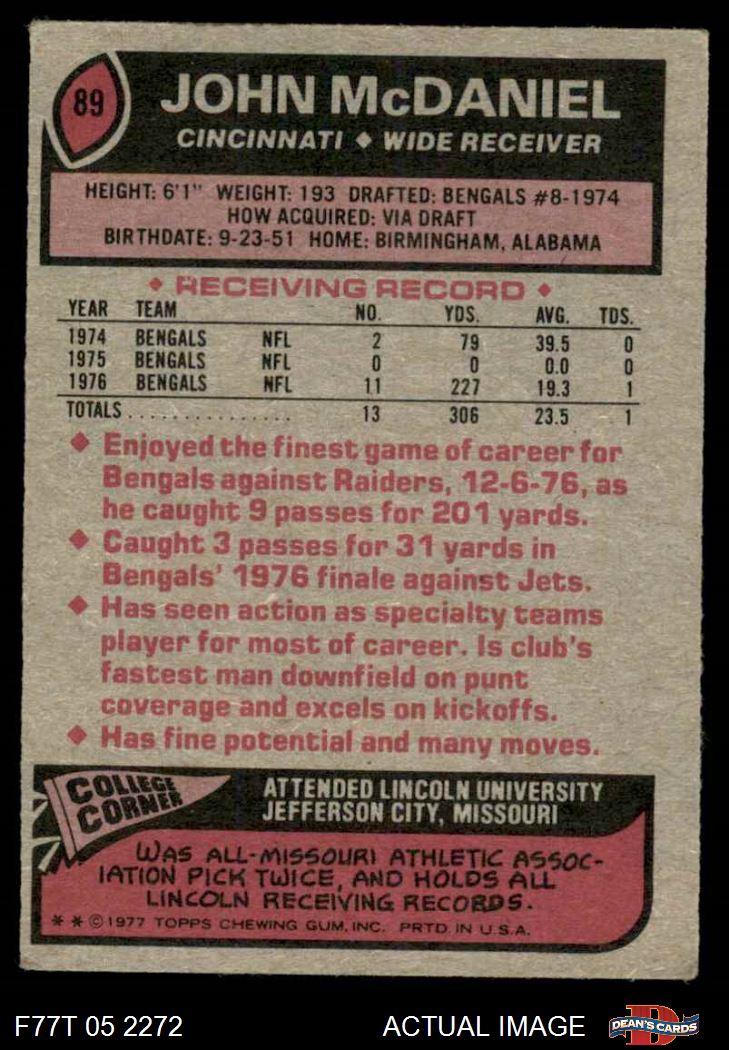 89
JOHN McDANIEL
CINCINNATI ◆ WIDE RECEIVER
HEIGHT: 6'1" WEIGHT: 193 DRAFTED: BENGALS #8-1974
HOW ACQUIRED: VIA DRAFT
BIRTHDATE: 9-23-51 HOME: BIRMINGHAM, ALABAMA
◆ RECEIVING RECORD ◆
YEAR TEAM NO. YDS. AVG. TDS.
1974 BENGALS NFL 2 79 39.5 0
1975 BENGALS NFL 0 0 0.0 0
1976 BENGALS NFL 11 227 19.3 1
TOTALS............... 13 306 23.5 1
◆ Enjoyed the finest game of career for
Bengals against Raiders, 12-6-76, as
he caught 9 passes for 201 yards.
◆ Caught 3 passes for 31 yards in
Bengals' 1976 finale against Jets.
◆ Has seen action as specialty teams
player for most of career. Is club's
fastest man downfield on punt
coverage and excels on kickoffs.
◆ Has fine potential and many moves.
COLLEGE
CORNER
ATTENDED LINCOLN UNIVERSITY
JEFFERSON CITY, MISSOURI
WAS ALL-MISSOURI ATHLETIC ASSOC-
IATION PICK TWICE, AND HOLDS ALL
LINCOLN RECEIVING RECORDS.
* * © 1977 TOPPS CHEWING GUM, INC. PRTD. IN U.S.A.
F77T 05 2272
ACTUAL IMAGE
D
DEAN'S CARDS